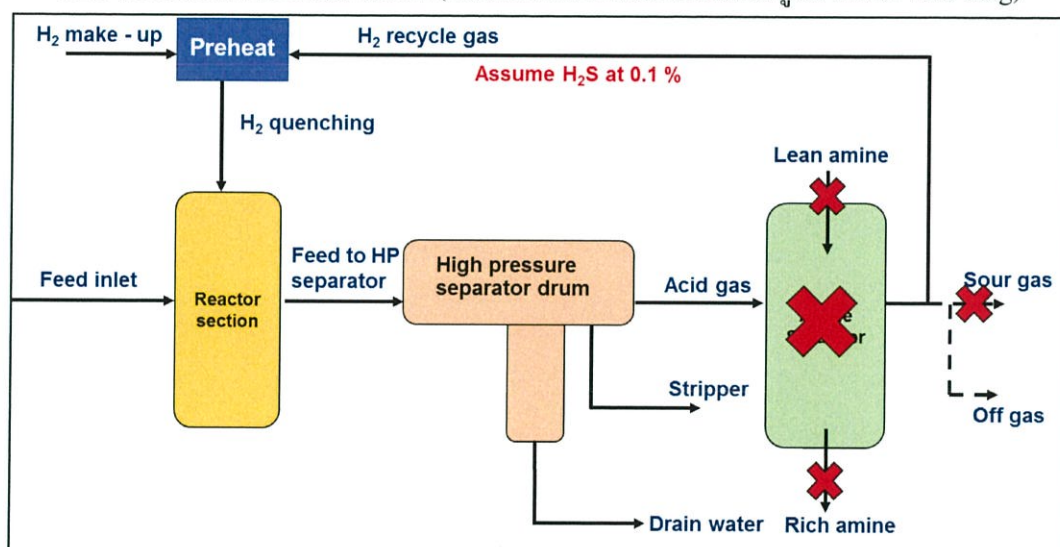 H₂ make - up
Preheat
H₂ recycle gas
Assume H₂S at 0.1 %
H₂ quenching
Lean amine
Feed inlet
Reactor
section
Feed to HP
separator
High pressure
separator drum
Acid gas
Sour gas
Stripper
Off gas
Drain water
Rich amine